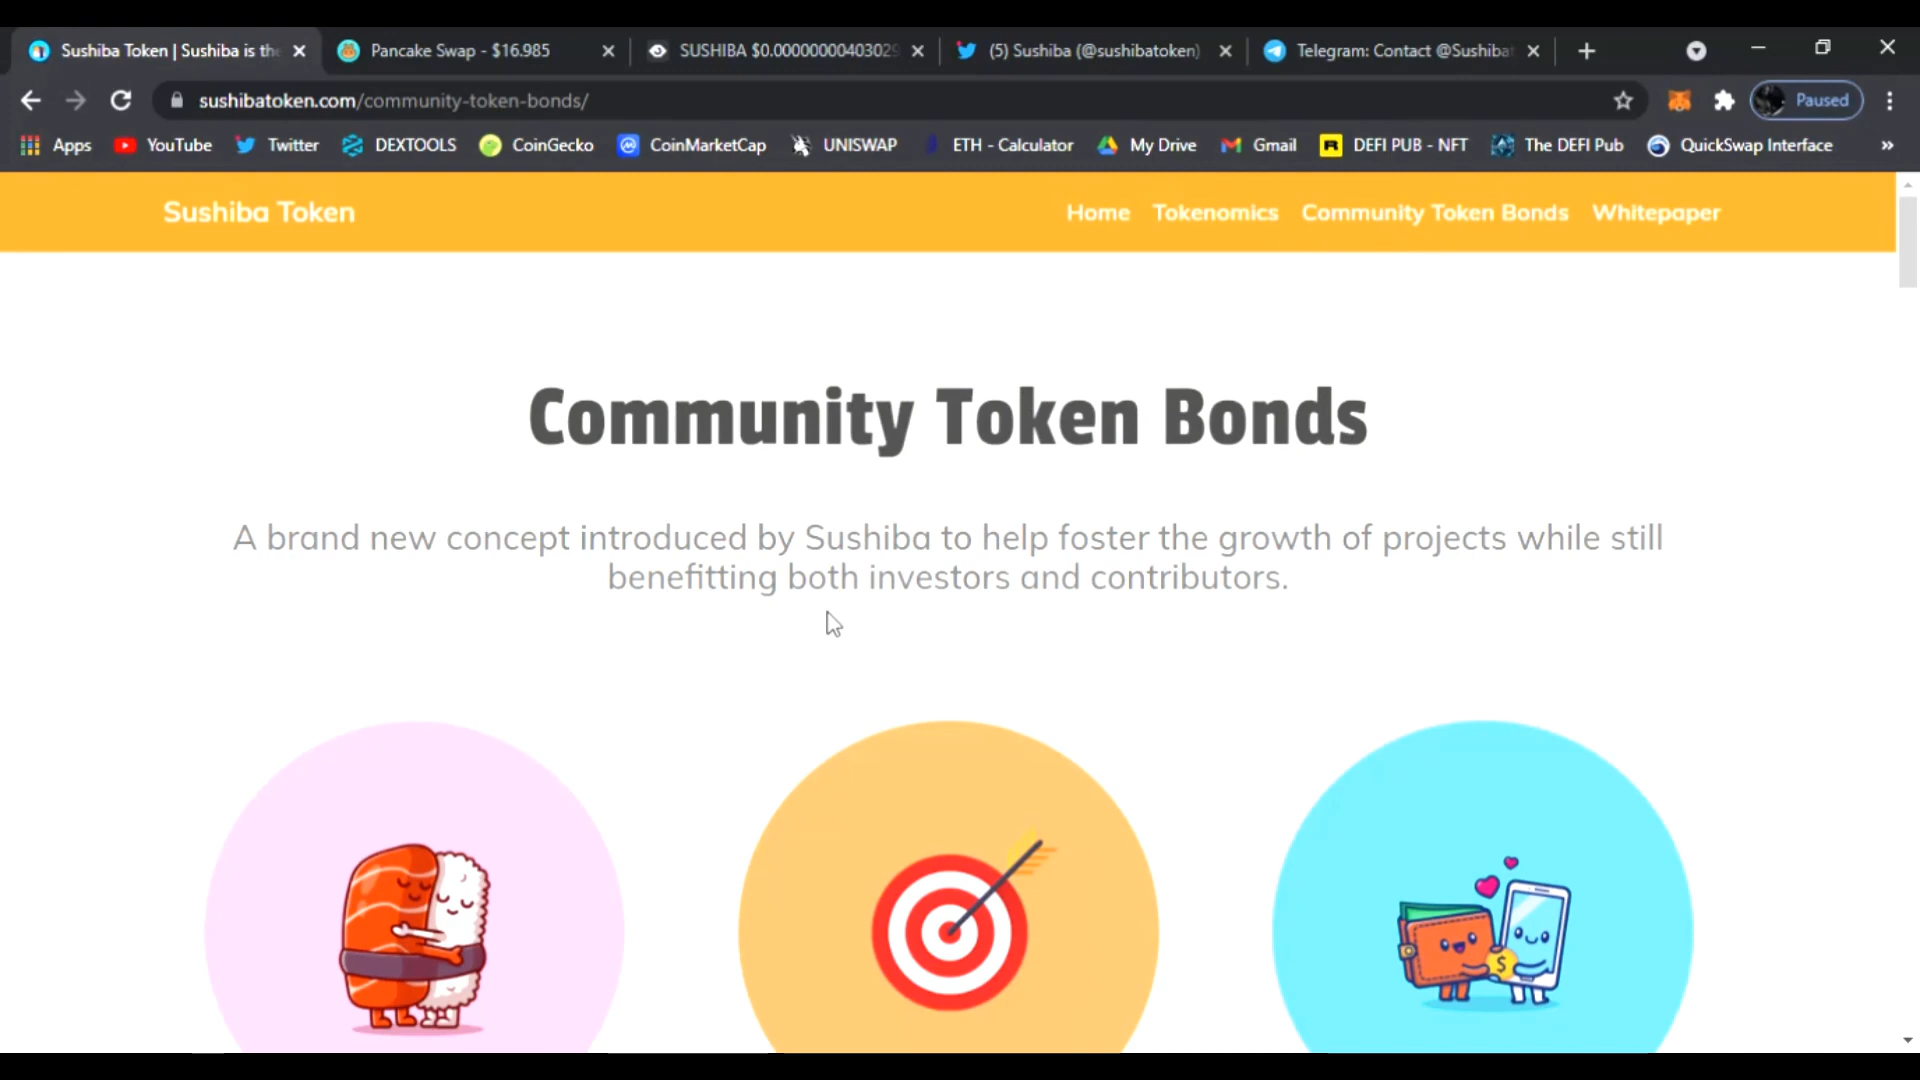 Sushiba Token | Sushiba is the
Pancake Swap - $16.985
SUSHIBA $0.00000000403029
(5) Sushiba (@sushibatoken)
Telegram: Contact @Sushibat
sushibatoken.com/community-token-bonds/
Paused
Apps
YouTube
Twitter
DEXTOOLS
CoinGecko
CoinMarketCap
UNISWAP
ETH - Calculator
My Drive
Gmail
DEFI PUB - NFT
The DEFI Pub
QuickSwap Interface
»
Sushiba Token
Home
Tokenomics
Community Token Bonds
Whitepaper
Community Token Bonds
A brand new concept introduced by Sushiba to help foster the growth of projects while still
benefitting both investors and contributors.
$